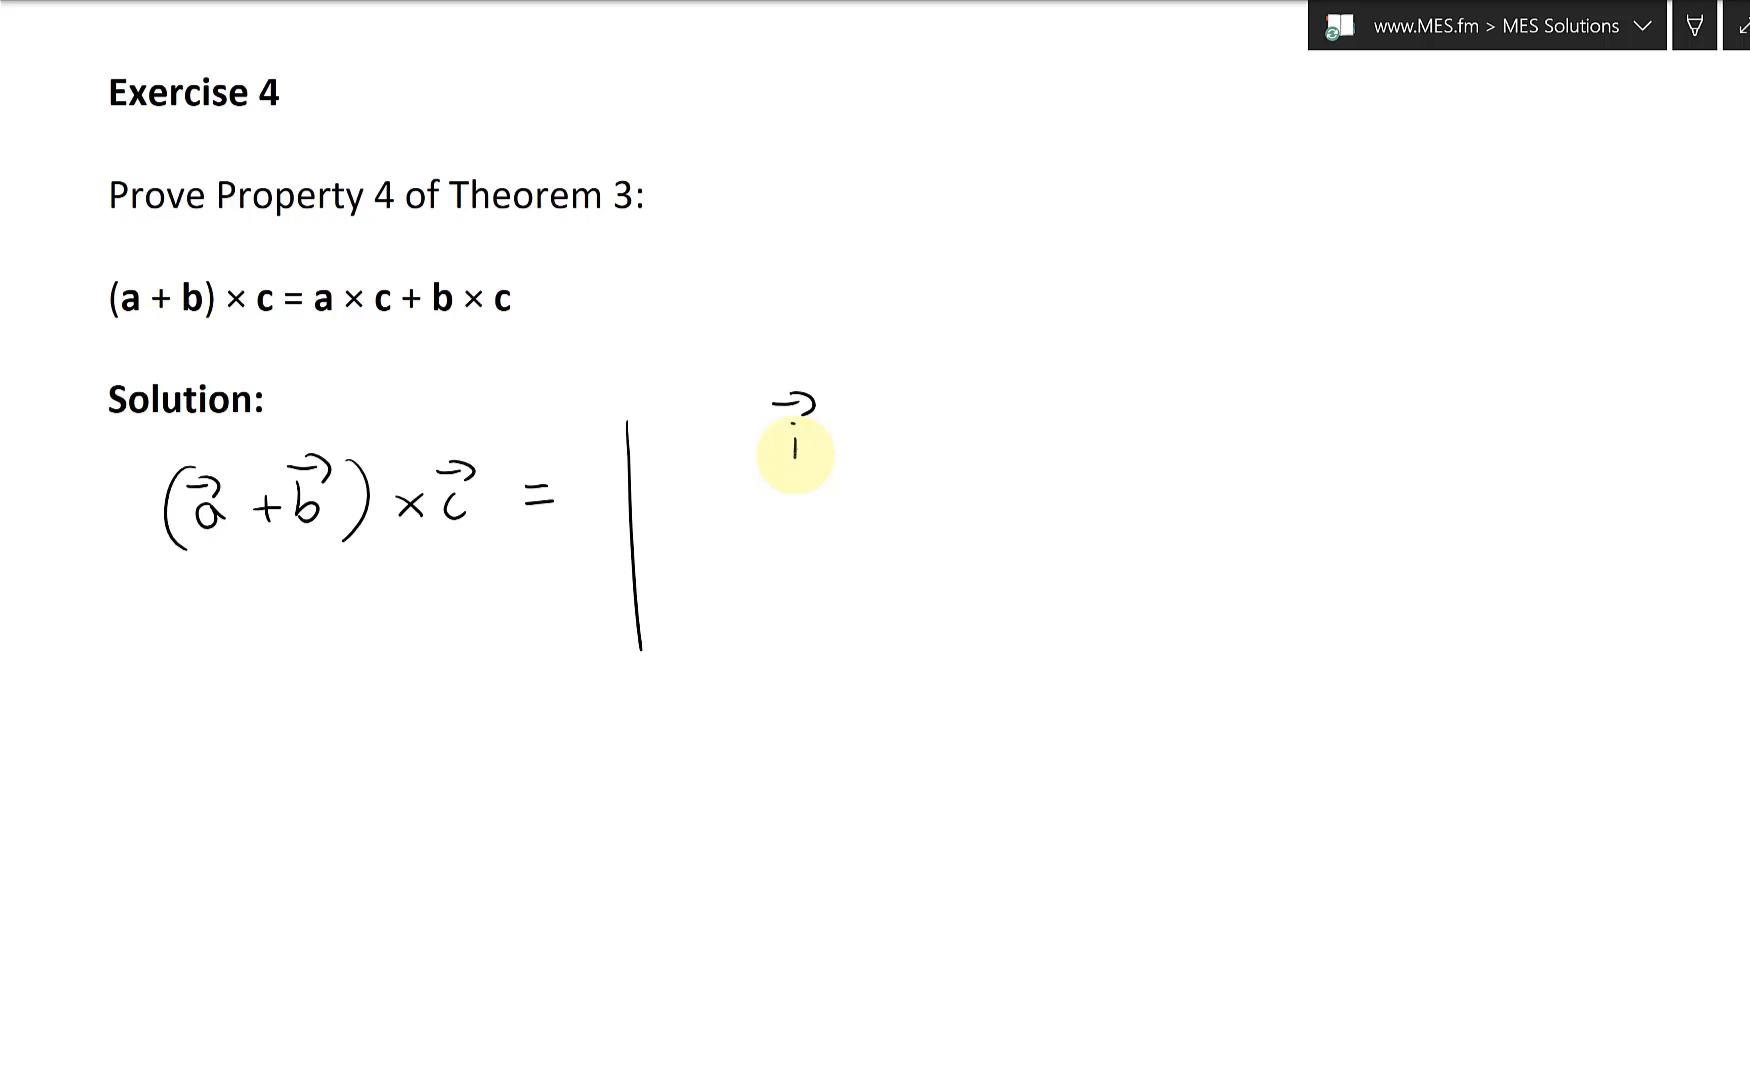 www.MES.fm > MES Solutions
Exercise 4
Prove Property 4 of Theorem 3:
(a + b) × c = a × c + b × c
Solution:
(a⃗ + b⃗) × c⃗ = | i⃗